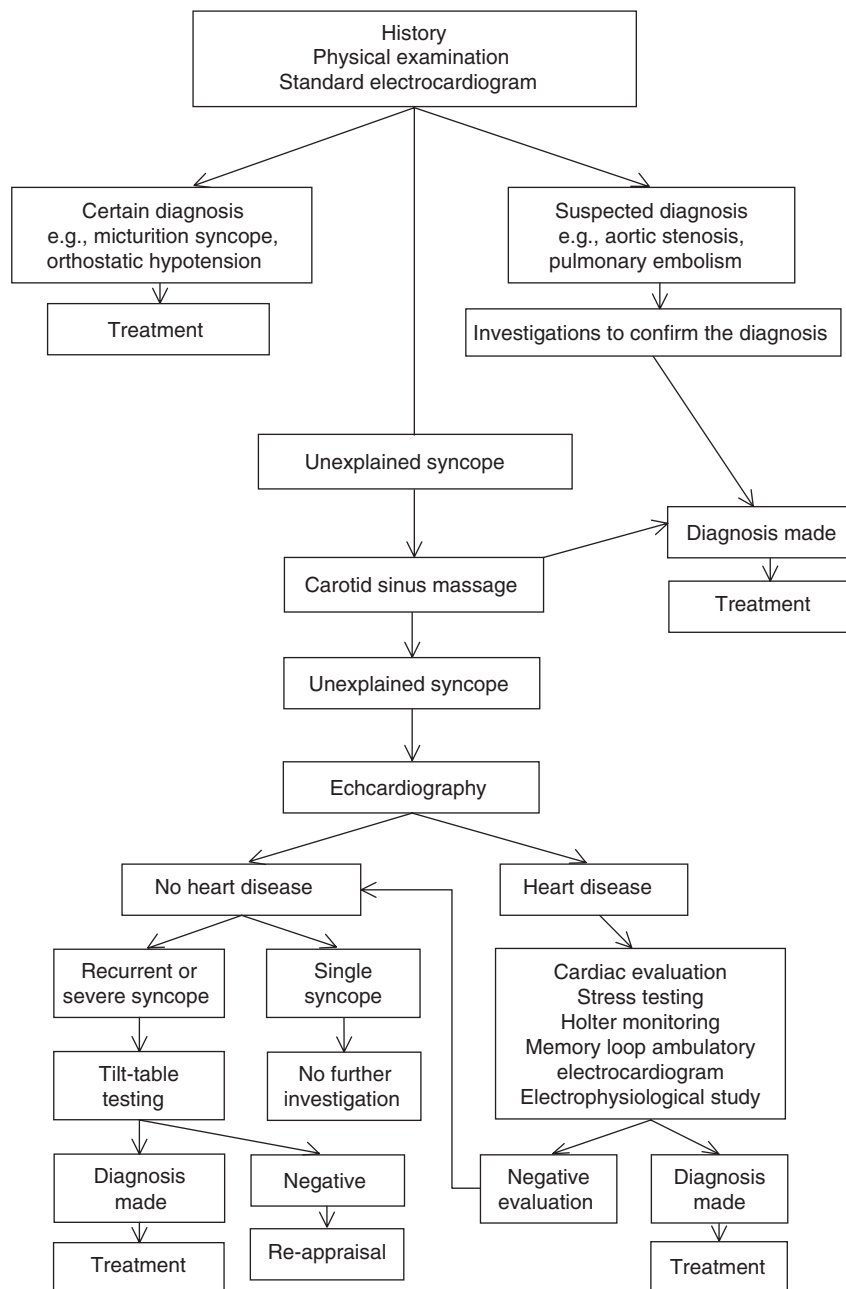 History
Physical examination
Standard electrocardiogram
Certain diagnosis
e.g., micturition syncope,
orthostatic hypotension
Treatment
Suspected diagnosis
e.g., aortic stenosis,
pulmonary embolism
Investigations to confirm the diagnosis
Unexplained syncope
Diagnosis made
Treatment
Carotid sinus massage
Unexplained syncope
Echcardiography
No heart disease
Heart disease
Recurrent or
severe syncope
Single
syncope
Tilt-table
testing
No further
investigation
Cardiac evaluation
Stress testing
Holter monitoring
Memory loop ambulatory
electrocardiogram
Electrophysiological study
Diagnosis
made
Negative
Negative
evaluation
Diagnosis
made
Treatment
Re-appraisal
Treatment